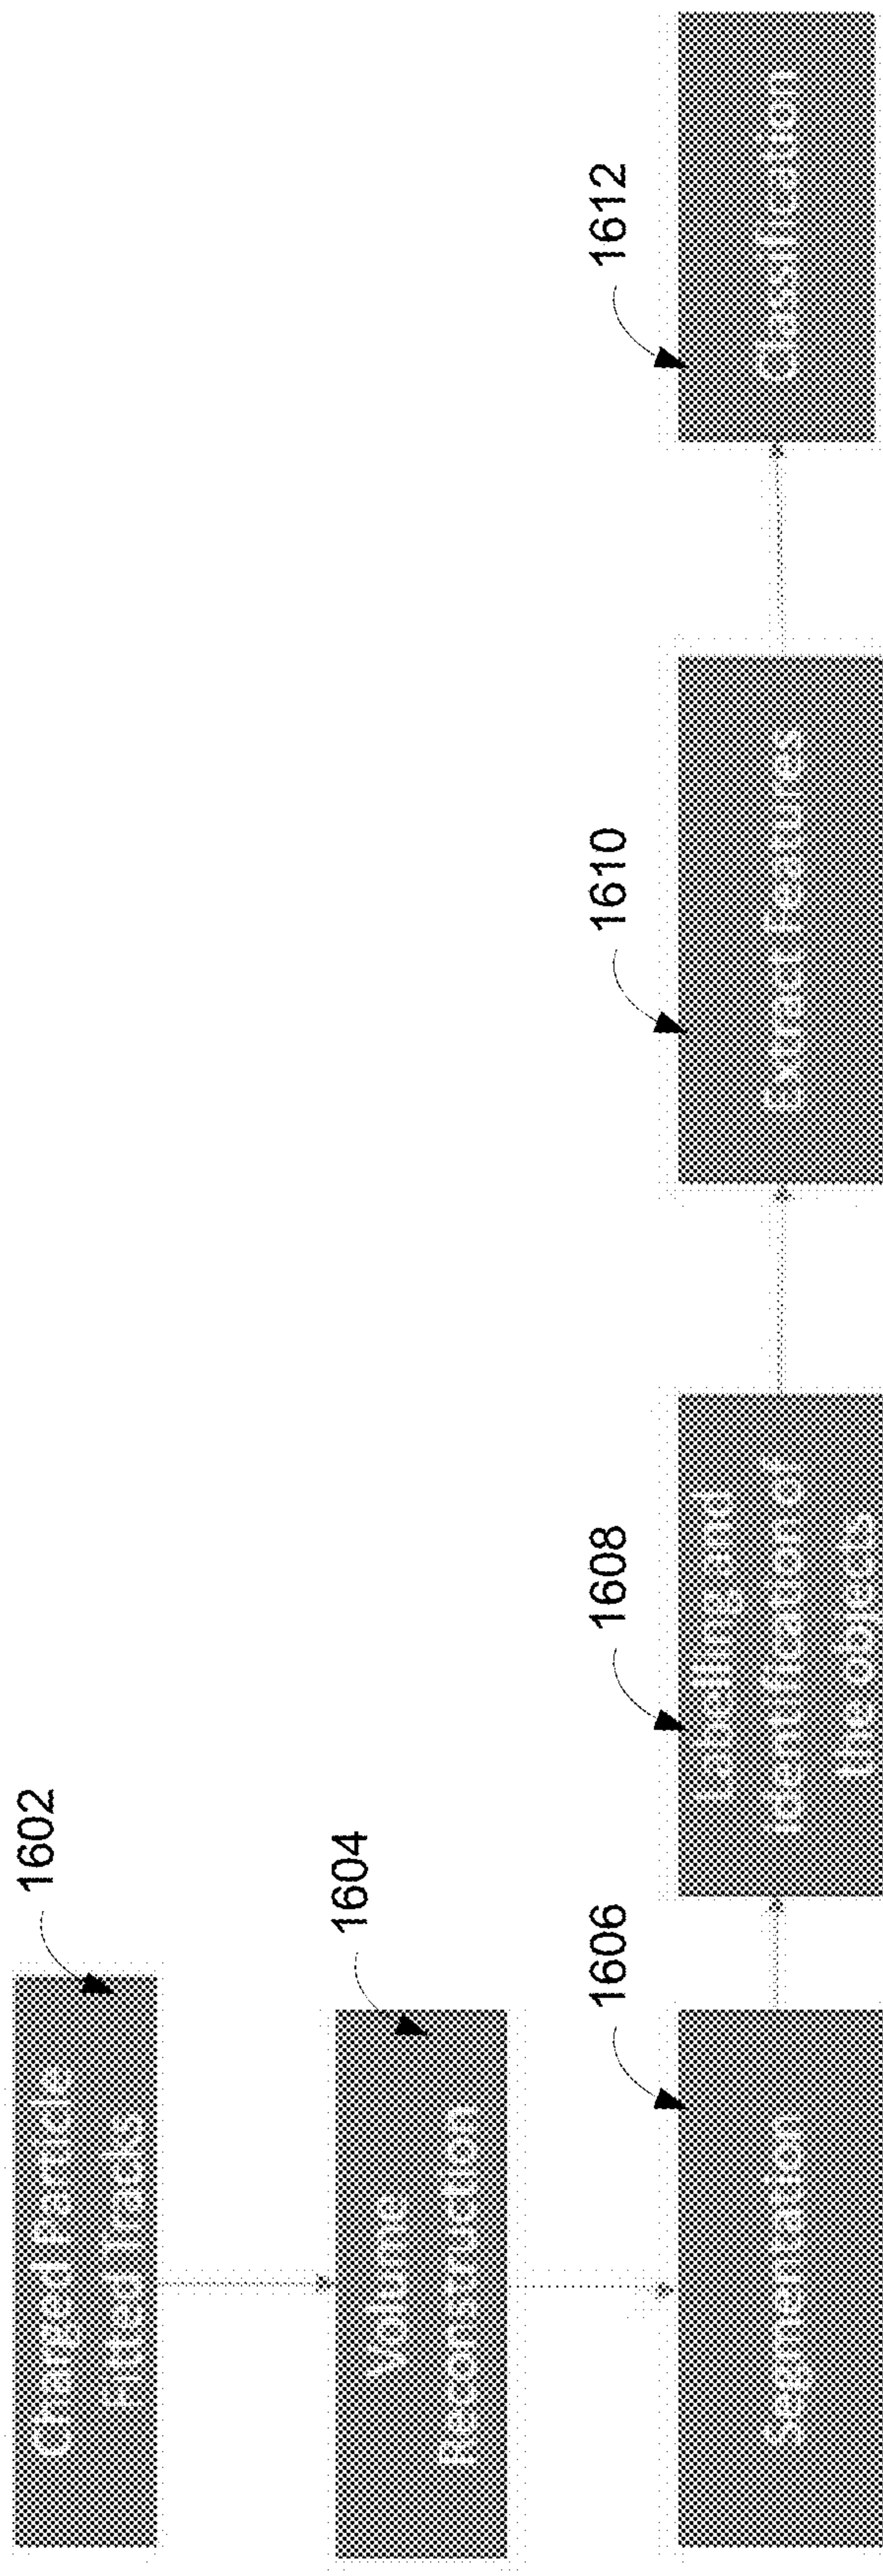 1602
Charged Particle
Fitted Tracks
1604
Volume
Reconstruction
1606
Segmentation
1608
Labelling and
identification of
the objects
1610
Extract Features
1612
Classification